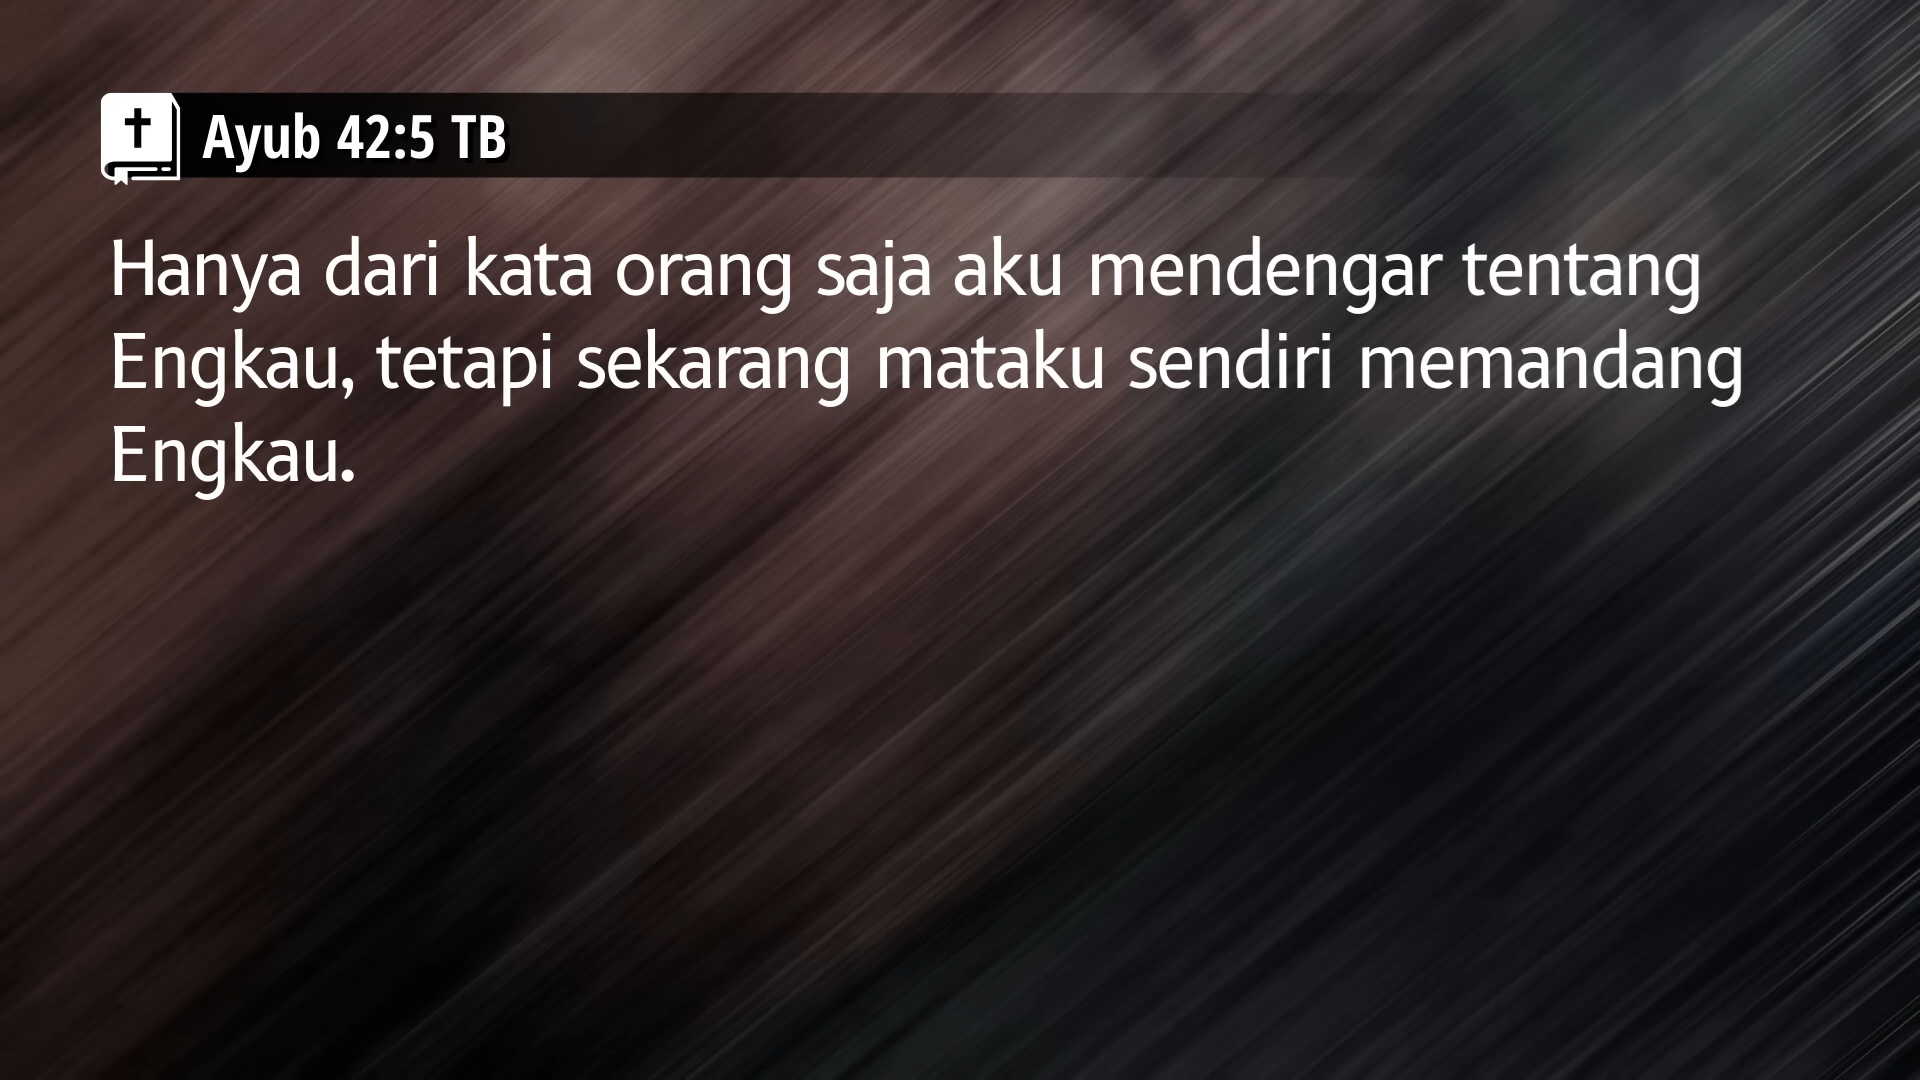 Ayub 42:5 TB
Hanya dari kata orang saja aku mendengar tentang
Engkau, tetapi sekarang mataku sendiri memandang
Engkau.